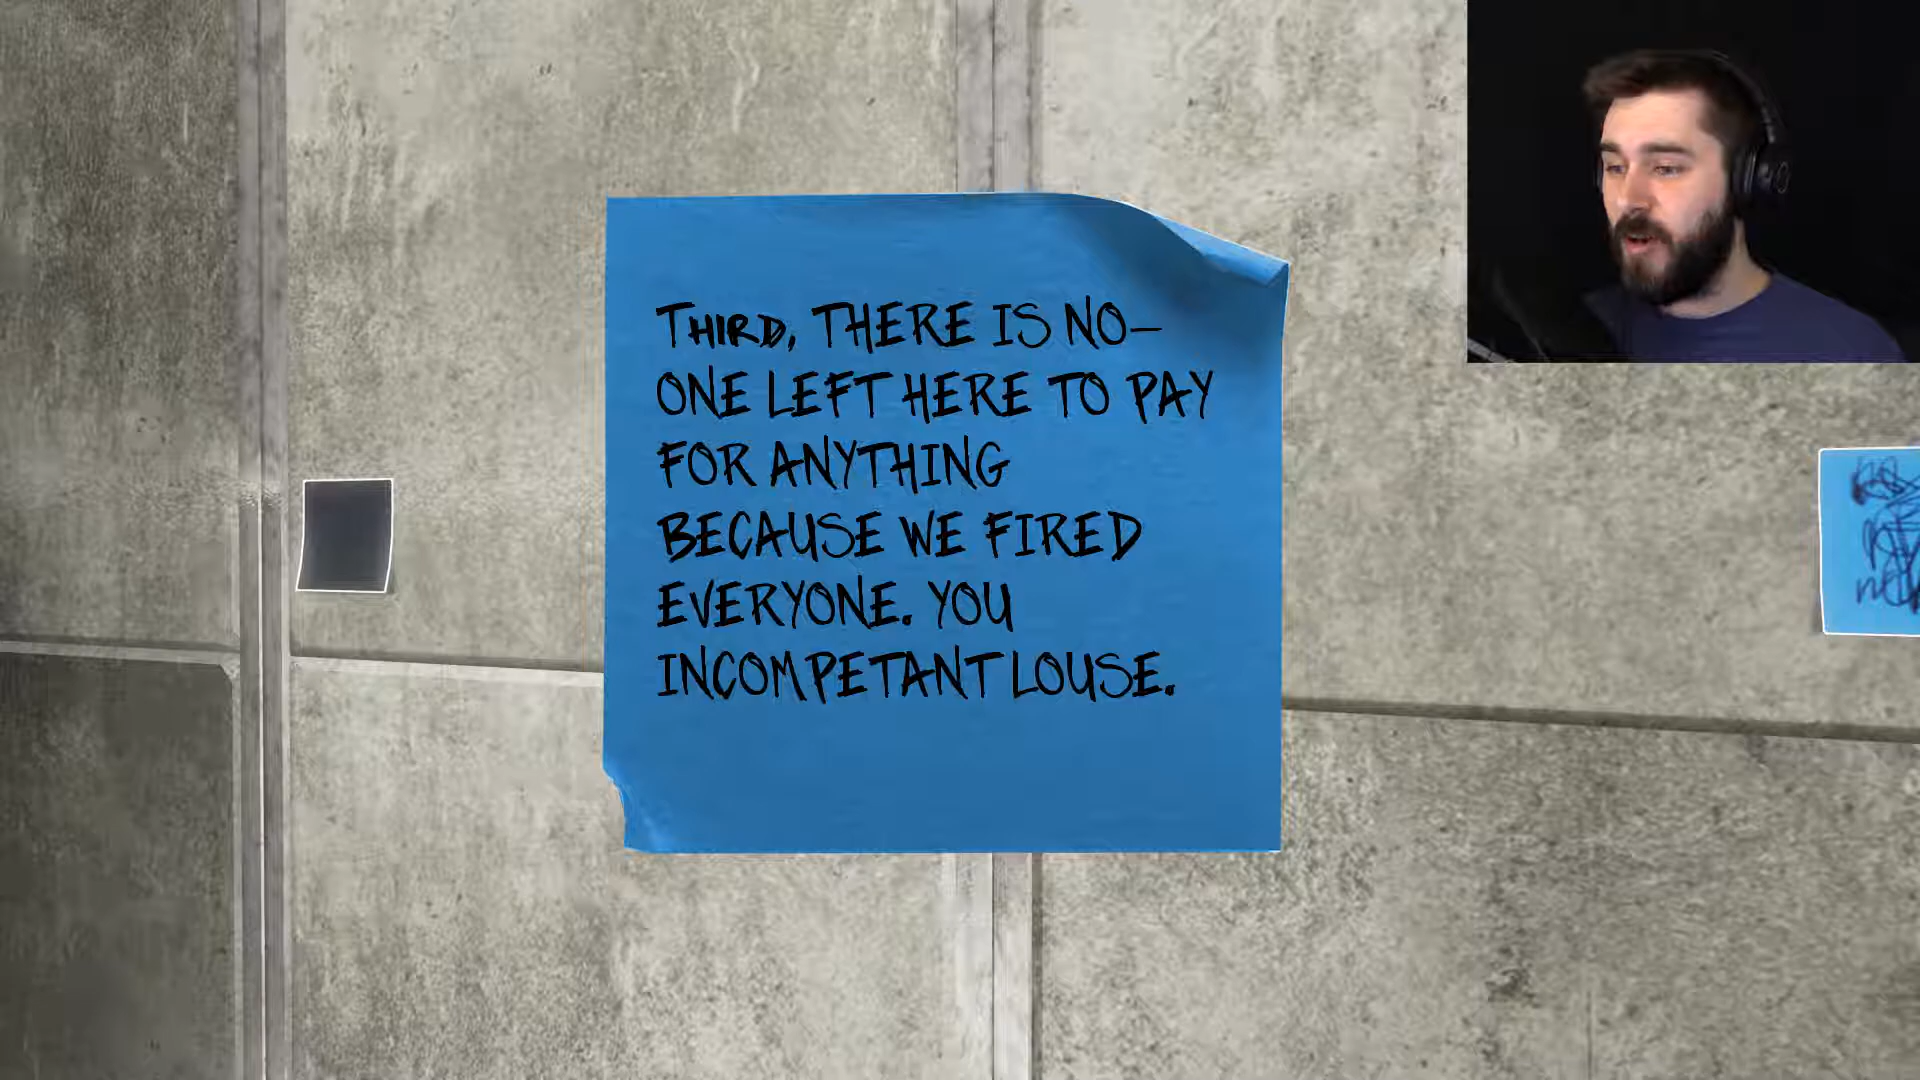 THIRD, THERE IS NO-
ONE LEFT HERE TO PAY
FOR ANYTHING
BECAUSE WE FIRED
EVERYONE. YOU
INCOMPETANT LOUSE.